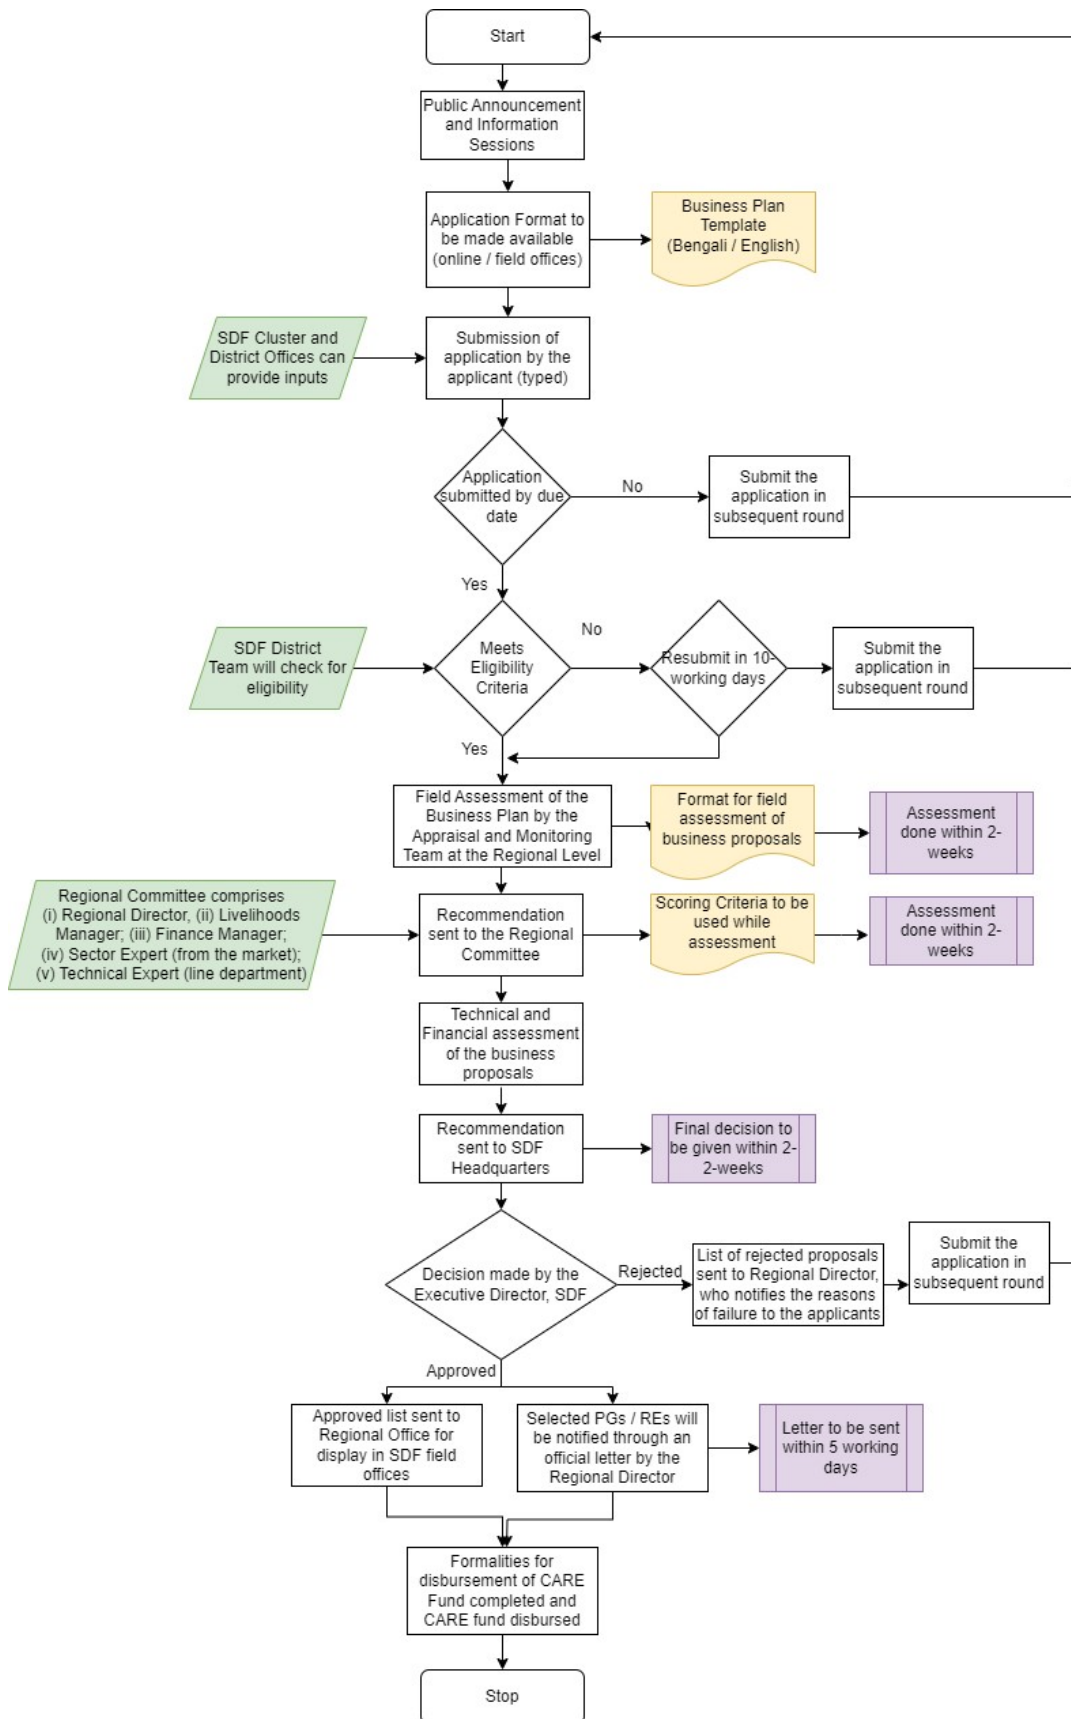 Start
Public Announcement
and Information
Sessions
Application Format to
be made available
(online / field offices)
Business Plan
Template
(Bengali / English)
SDF Cluster and
District Offices can
provide inputs
Submission of
application by the
applicant (typed)
Application
submitted by due
date
No
Submit the
application in
subsequent round
Yes
SDF District
Team will check for
eligibility
Meets
Eligibility
Criteria
No
Resubmit in 10-
working days
Submit the
application in
subsequent round
Yes
Field Assessment of the
Business Plan by the
Appraisal and Monitoring
Team at the Regional Level
Format for field
assessment of
business proposals
Assessment
done within 2-
weeks
Regional Committee comprises
(i) Regional Director, (ii) Livelihoods
Manager; (iii) Finance Manager;
(iv) Sector Expert (from the market);
(v) Technical Expert (line department)
Recommendation
sent to the Regional
Committee
Scoring Criteria to be
used while
assessment
Assessment
done within 2-
weeks
Technical and
Financial assessment
of the business
proposals
Recommendation
sent to SDF
Headquarters
Final decision to
be given within 2-
2-weeks
Decision made by the
Executive Director, SDF
Rejected
List of rejected proposals
sent to Regional Director,
who notifies the reasons
of failure to the applicants
Submit the
application in
subsequent round
Approved
Approved list sent to
Regional Office for
display in SDF field
offices
Selected PGs / REs will
be notified through an
official letter by the
Regional Director
Letter to be sent
within 5 working
days
Formalities for
disbursement of CARE
Fund completed and
CARE fund disbursed
Stop